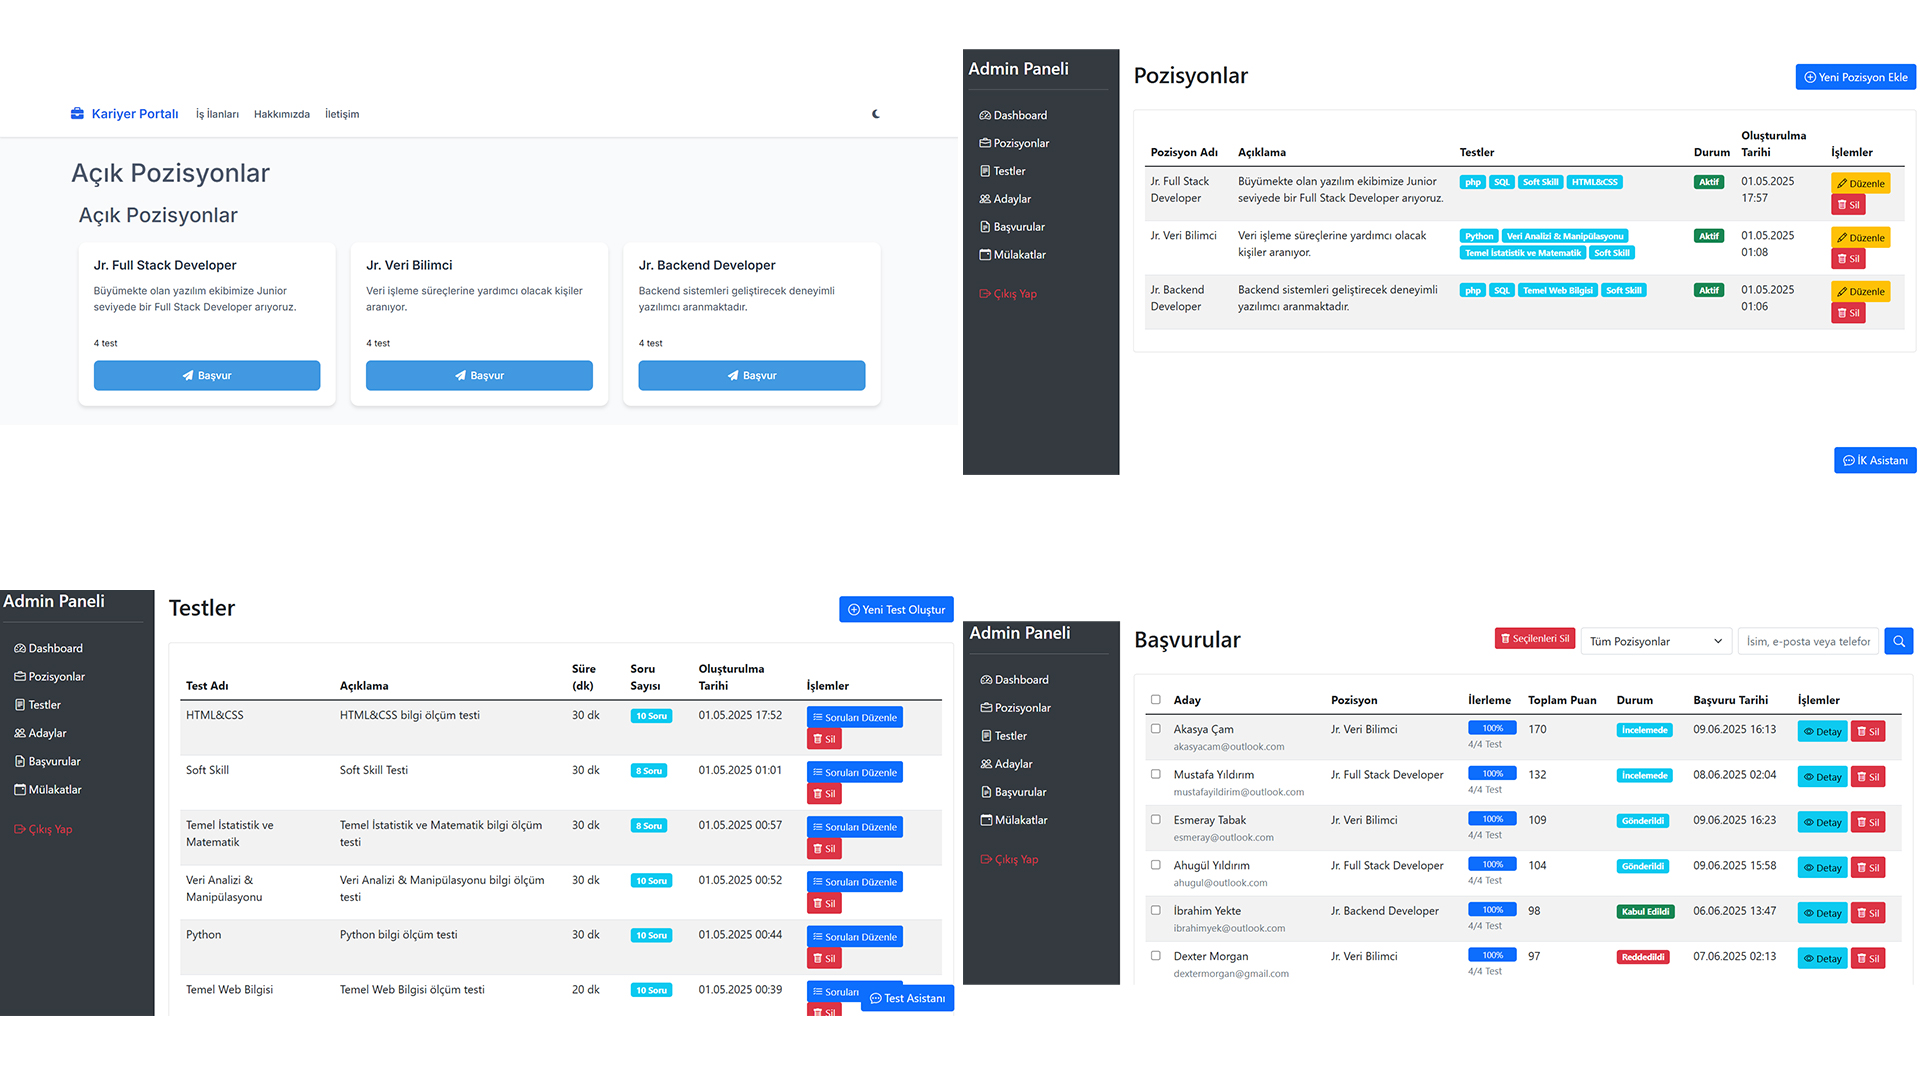 Kariyer Portalı İş İlanları Hakkımızda İletişim
Açık Pozisyonlar
Açık Pozisyonlar
Jr. Full Stack Developer
Büyümekte olan yazılım ekibimize Junior
seviyede bir Full Stack Developer arıyoruz.
4 test
Başvur
Jr. Veri Bilimci
Veri işleme süreçlerine yardımcı olacak kişiler
aranıyor.
4 test
Başvur
Jr. Backend Developer
Backend sistemleri geliştirecek deneyimli
yazılımcı aranmaktadır.
4 test
Başvur
Admin Paneli
Dashboard
Pozisyonlar
Testler
Adaylar
Başvurular
Mülakatlar
Çıkış Yap
Pozisyonlar
Yeni Pozisyon Ekle
Pozisyon Adı Açıklama Testler Durum Oluşturulma Tarihi İşlemler
Jr. Full Stack Developer Büyümekte olan yazılım ekibimize Junior seviyede bir Full Stack Developer arıyoruz. php SQL Soft Skill HTML&CSS Aktif 01.05.2025 17:57 Düzenle Sil
Jr. Veri Bilimci Veri işleme süreçlerine yardımcı olacak kişiler aranıyor. Python Veri Analizi & Manipülasyonu Temel İstatistik ve Matematik Soft Skill Aktif 01.05.2025 01:08 Düzenle Sil
Jr. Backend Developer Backend sistemleri geliştirecek deneyimli yazılımcı aranmaktadır. php SQL Temel Web Bilgisi Soft Skill Aktif 01.05.2025 01:06 Düzenle Sil
İK Asistanı
Admin Paneli
Dashboard
Pozisyonlar
Testler
Adaylar
Başvurular
Mülakatlar
Çıkış Yap
Testler
Yeni Test Oluştur
Test Adı Açıklama Süre (dk) Soru Sayısı Oluşturulma Tarihi İşlemler
HTML&CSS HTML&CSS bilgi ölçüm testi 30 dk 10 Soru 01.05.2025 17:52 Soruları Düzenle Sil
Soft Skill Soft Skill Testi 30 dk 8 Soru 01.05.2025 01:01 Soruları Düzenle Sil
Temel İstatistik ve Matematik Temel İstatistik ve Matematik bilgi ölçüm testi 30 dk 8 Soru 01.05.2025 00:57 Soruları Düzenle Sil
Veri Analizi & Manipülasyonu Veri Analizi & Manipülasyonu bilgi ölçüm testi 30 dk 10 Soru 01.05.2025 00:52 Soruları Düzenle Sil
Python Python bilgi ölçüm testi 30 dk 10 Soru 01.05.2025 00:44 Soruları Düzenle Sil
Temel Web Bilgisi Temel Web Bilgisi ölçüm testi 20 dk 10 Soru 01.05.2025 00:39 Soruları Sil
Test Asistanı
Admin Paneli
Dashboard
Pozisyonlar
Testler
Adaylar
Başvurular
Mülakatlar
Çıkış Yap
Başvurular
Seçilenleri Sil Tüm Pozisyonlar İsim, e-posta veya telefor
Aday Pozisyon İlerleme Toplam Puan Durum Başvuru Tarihi İşlemler
Akasya Çam Jr. Veri Bilimci 100% 170 İncelemede 09.06.2025 16:13 Detay Sil
akasyacam@outlook.com 4/4 Test
Mustafa Yıldırım Jr. Full Stack Developer 100% 132 İncelemede 08.06.2025 02:04 Detay Sil
mustafayildirim@outlook.com 4/4 Test
Esmeray Tabak Jr. Veri Bilimci 100% 109 Gönderildi 09.06.2025 16:23 Detay Sil
esmeray@outlook.com 4/4 Test
Ahugül Yıldırım Jr. Full Stack Developer 100% 104 Gönderildi 09.06.2025 15:58 Detay Sil
ahugul@outlook.com 4/4 Test
İbrahim Yekte Jr. Backend Developer 100% 98 Kabul Edildi 06.06.2025 13:47 Detay Sil
ibrahimyek@outlook.com 4/4 Test
Dexter Morgan Jr. Veri Bilimci 100% 97 Reddedildi 07.06.2025 02:13 Detay Sil
dextermorgan@gmail.com 4/4 Test